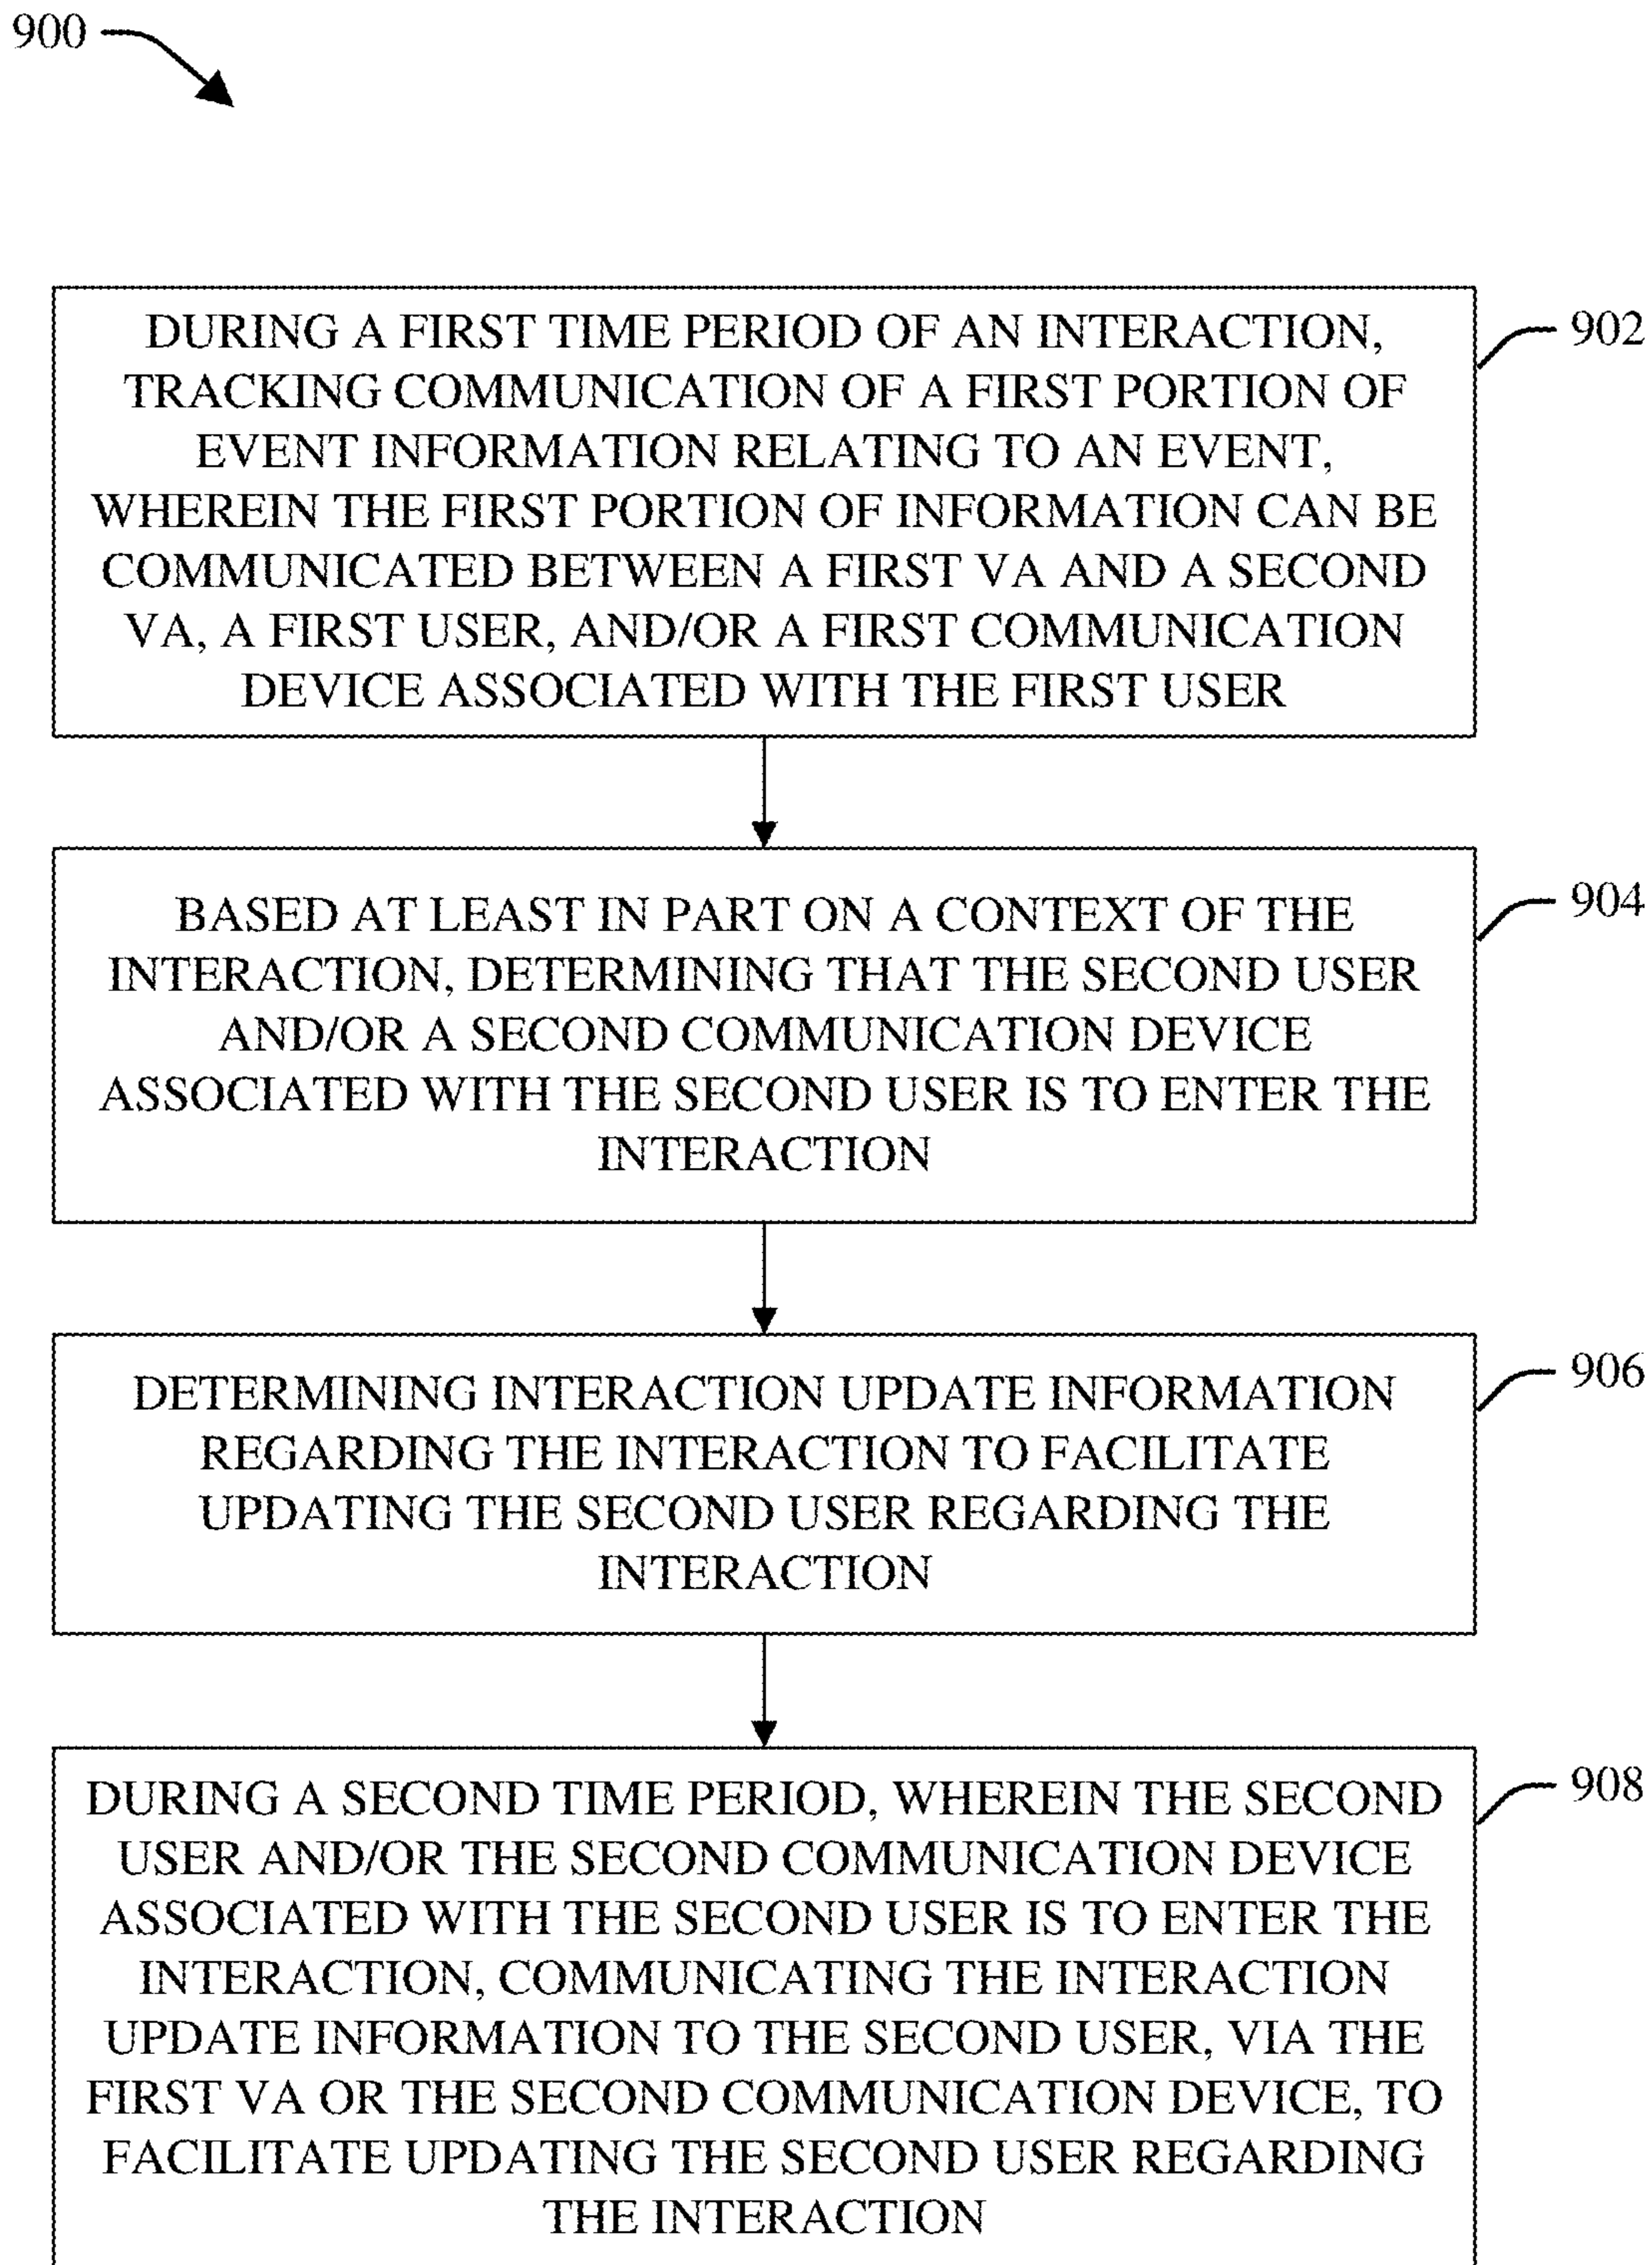 900
DURING A FIRST TIME PERIOD OF AN INTERACTION,
902
TRACKING COMMUNICATION OF A FIRST PORTION OF
EVENT INFORMATION RELATING TO AN EVENT,
WHEREIN THE FIRST PORTION OF INFORMATION CAN BE
COMMUNICATED BETWEEN A FIRST VA AND A SECOND
VA, A FIRST USER, AND/OR A FIRST COMMUNICATION
DEVICE ASSOCIATED WITH THE FIRST USER
BASED AT LEAST IN PART ON A CONTEXT OF THE
904
INTERACTION, DETERMINING THAT THE SECOND USER
AND/OR A SECOND COMMUNICATION DEVICE
ASSOCIATED WITH THE SECOND USER IS TO ENTER THE
INTERACTION
DETERMINING INTERACTION UPDATE INFORMATION
906
REGARDING THE INTERACTION TO FACILITATE
UPDATING THE SECOND USER REGARDING THE
INTERACTION
DURING A SECOND TIME PERIOD, WHEREIN THE SECOND
908
USER AND/OR THE SECOND COMMUNICATION DEVICE
ASSOCIATED WITH THE SECOND USER IS TO ENTER THE
INTERACTION, COMMUNICATING THE INTERACTION
UPDATE INFORMATION TO THE SECOND USER, VIA THE
FIRST VA OR THE SECOND COMMUNICATION DEVICE, TO
FACILITATE UPDATING THE SECOND USER REGARDING
THE INTERACTION